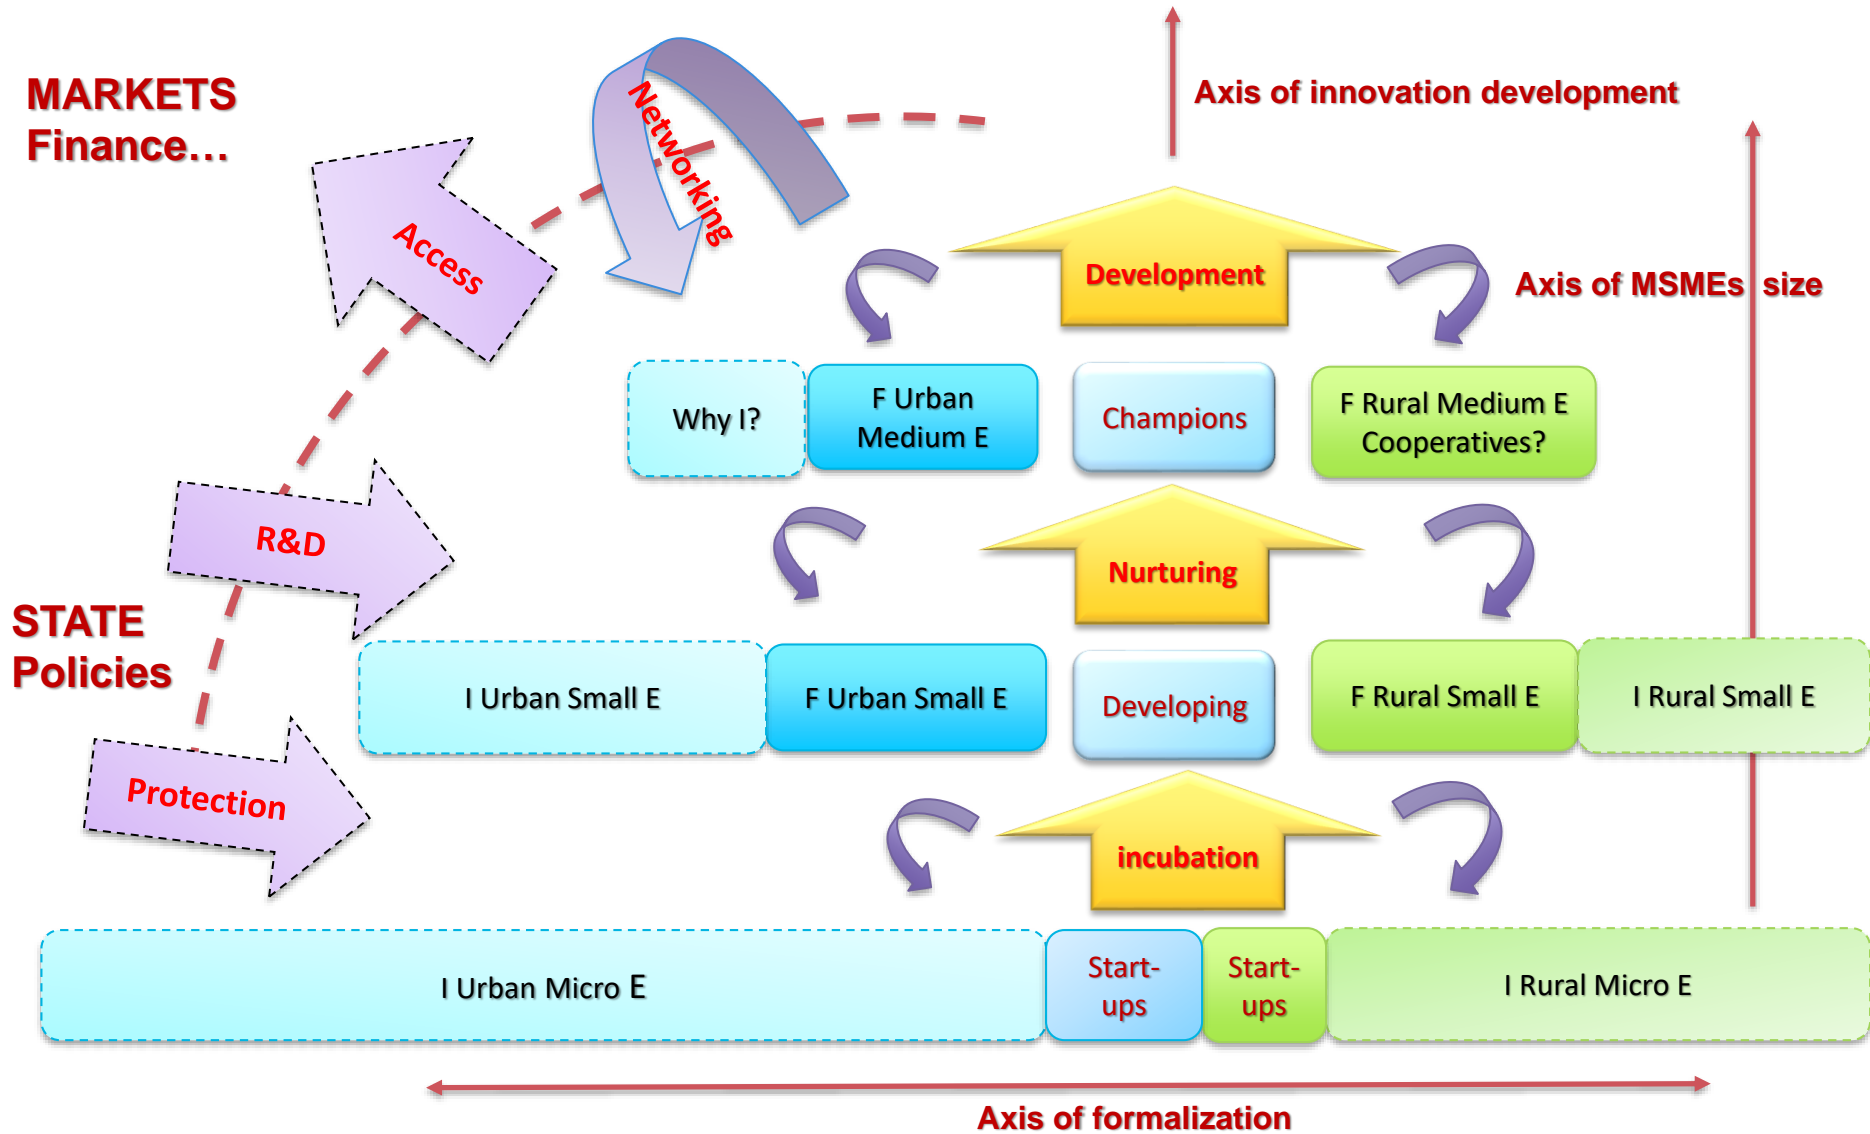 MARKETS
Finance…
Networking
Axis of innovation development
Access
Development
Axis of MSMEs size
Why I?
F Urban
Medium E
Champions
F Rural Medium E
Cooperatives?
R&D
Nurturing
STATE
Policies
I Urban Small E
F Urban Small E
Developing
F Rural Small E
I Rural Small E
Protection
incubation
I Urban Micro E
Start-
ups
Start-
ups
I Rural Micro E
Axis of formalization